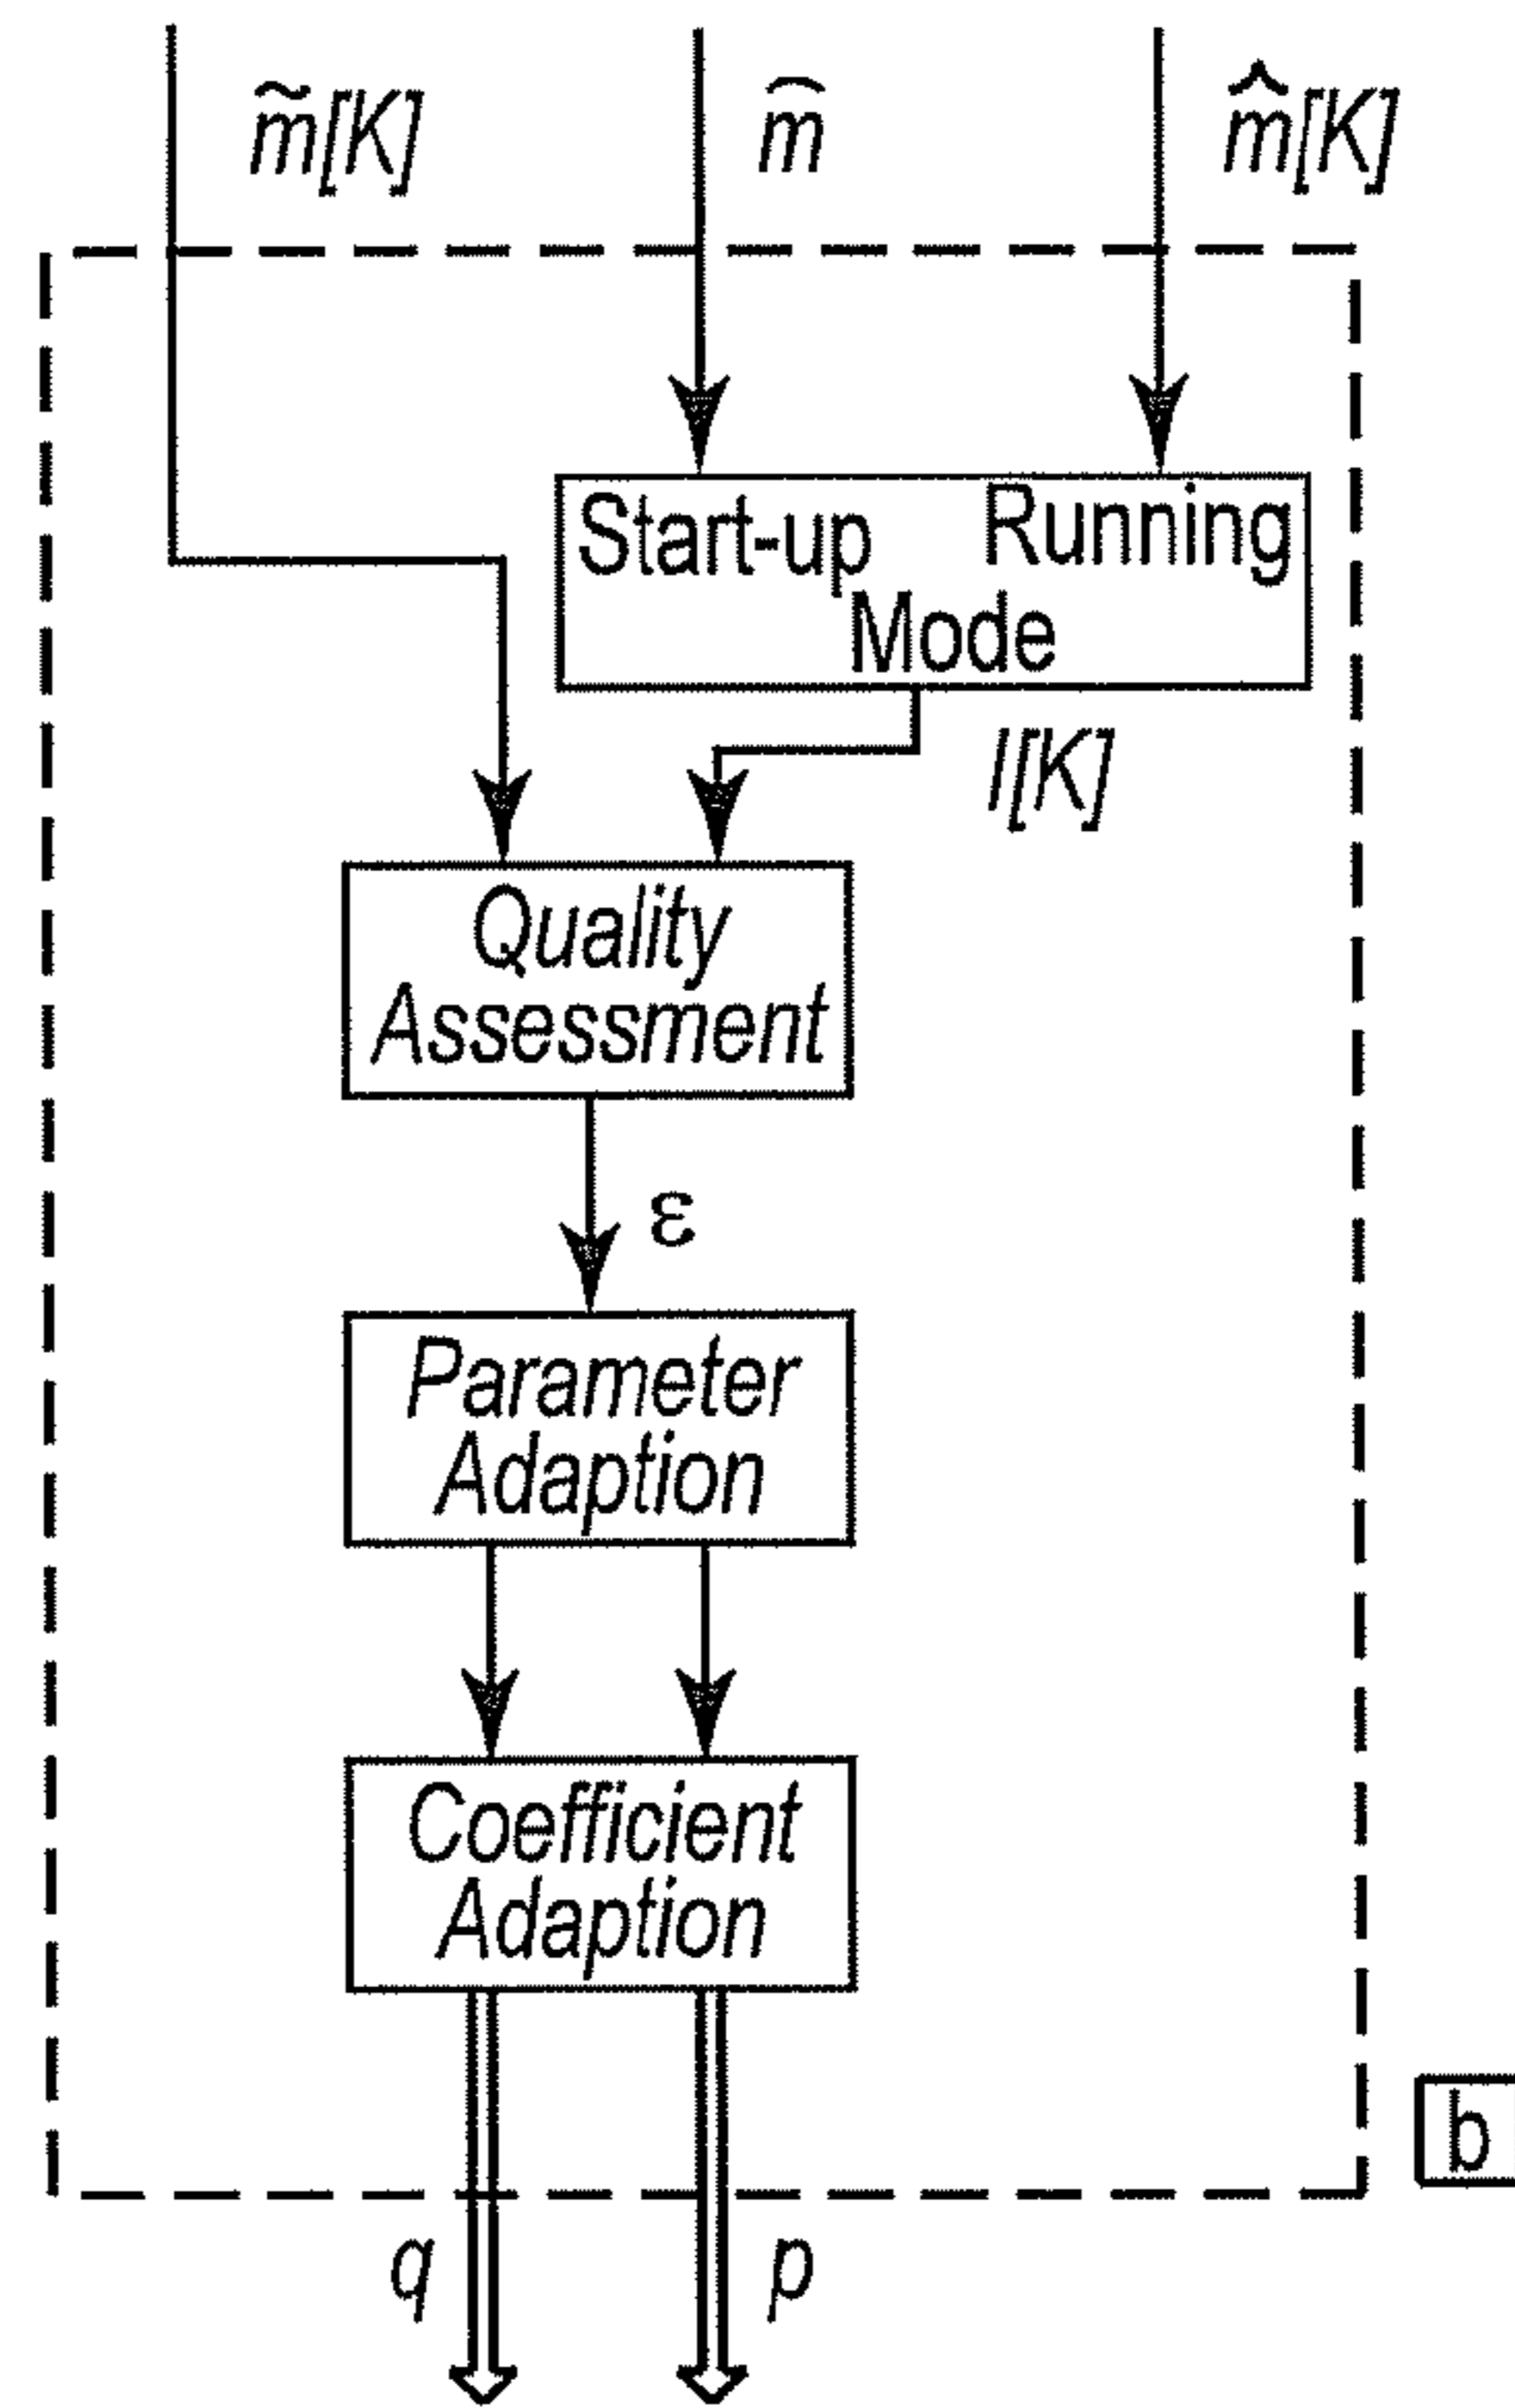 m̃[K]
m̂
m̂[K]
Start-up Running
Mode
I[K]
Quality
Assessment
ε
Parameter
Adaption
Coefficient
Adaption
b
q
p